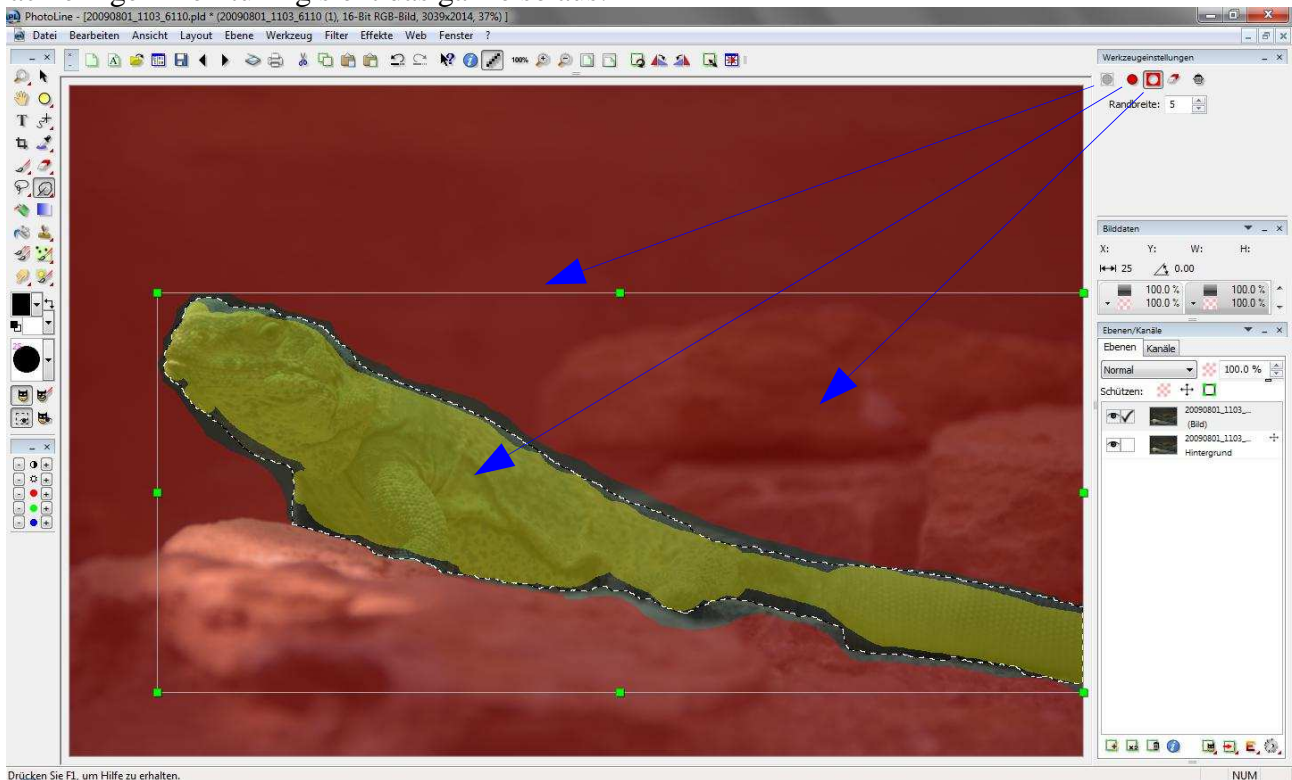 PhotoLine - [20090801_1103_6110.pld * (20090801_1103_6110 (1), 16-Bit RGB-Bild, 3039x2014, 37%) ]
Datei Bearbeiten Ansicht Layout Ebene Werkzeug Filter Effekte Web Fenster ?
100%
Werkzeugeinstellungen
Randbreite: 5
Bilddaten
X: Y: W: H:
25 0.00
100.0 % 100.0 %
100.0 % 100.0 %
Ebenen/Kanäle
Ebenen Kanäle
Normal 100.0 %
Schützen:
20090801_1103_...
(Bild)
20090801_1103_...
Hintergrund
25
Drücken Sie F1, um Hilfe zu erhalten.
NUM